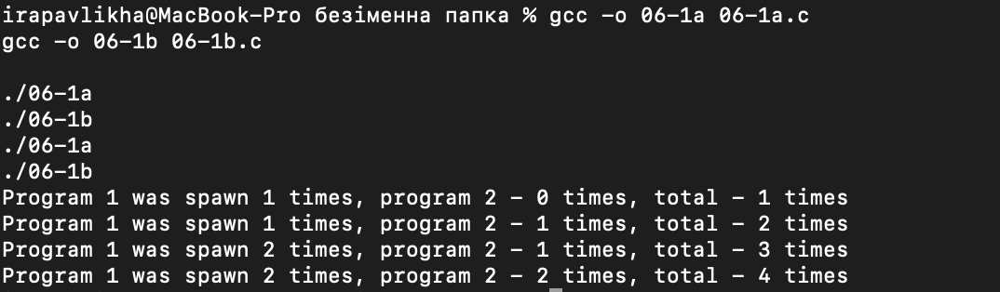 irapavlikha@MacBook-Pro безіменна папка % gcc -o 06-1a 06-1a.c
gcc -o 06-1b 06-1b.c
./06-1a
./06-1b
./06-1a
./06-1b
Program 1 was spawn 1 times, program 2 - 0 times, total - 1 times
Program 1 was spawn 1 times, program 2 - 1 times, total - 2 times
Program 1 was spawn 2 times, program 2 - 1 times, total - 3 times
Program 1 was spawn 2 times, program 2 - 2 times, total - 4 times